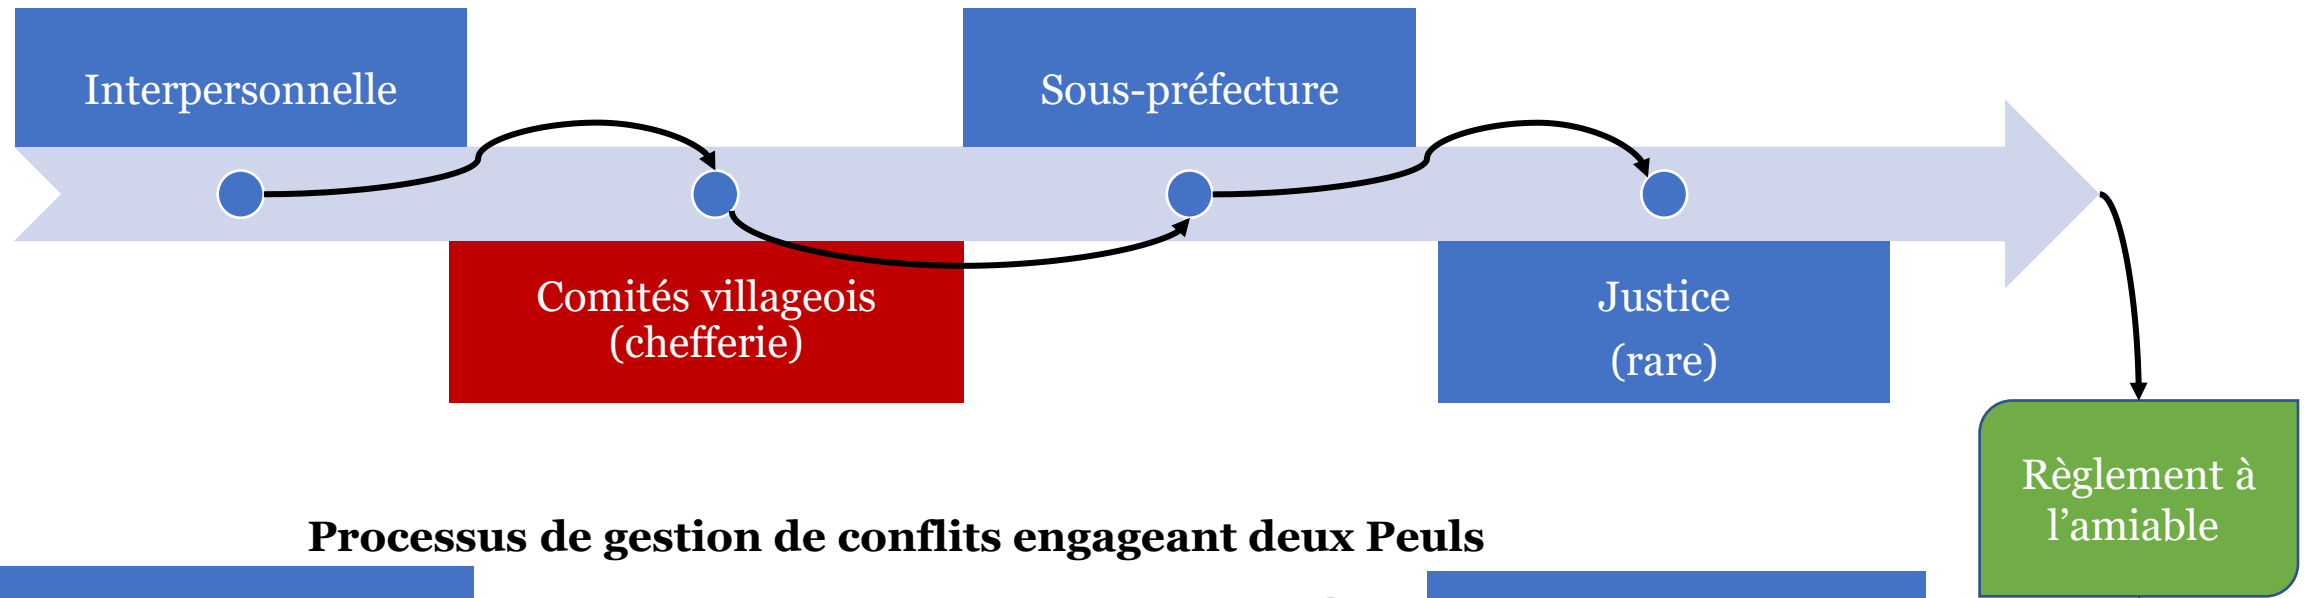 Interpersonnelle
Sous-préfecture
Comités villageois
(chefferie)
Justice
(rare)
Règlement à
l’amiable
Processus de gestion de conflits engageant deux Peuls